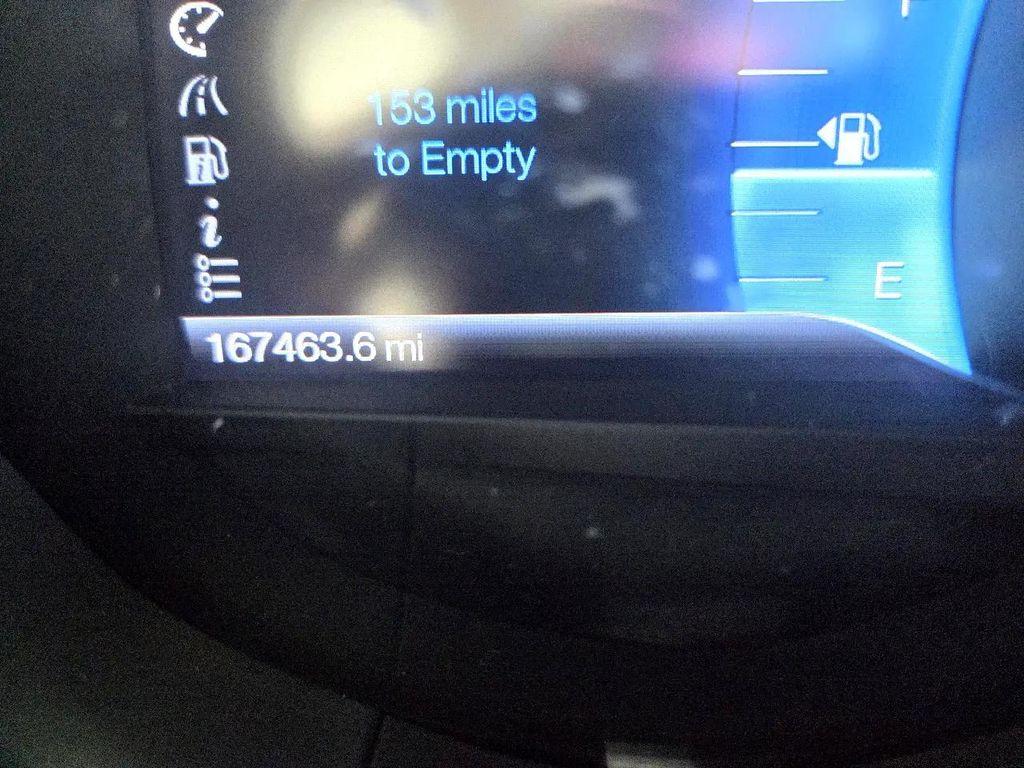 153 miles
to Empty
E
167463.6 mi